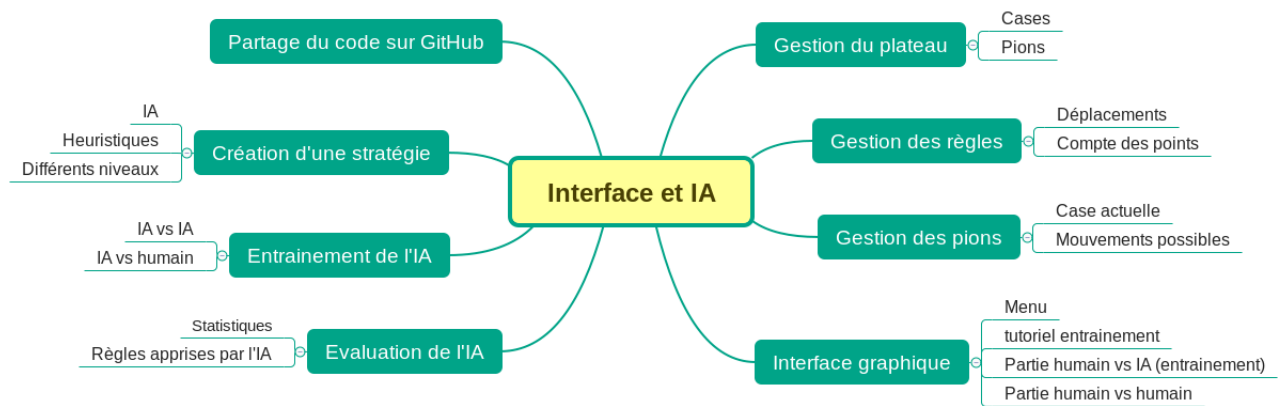 Partage du code sur GitHub
IA
Heuristiques
Différents niveaux
Création d'une stratégie
IA vs IA
IA vs humain
Entrainement de l'IA
Statistiques
Règles apprises par l'IA
Evaluation de l'IA
Interface et IA
Gestion du plateau
Cases
Pions
Gestion des règles
Déplacements
Compte des points
Gestion des pions
Case actuelle
Mouvements possibles
Interface graphique
Menu
tutoriel entrainement
Partie humain vs IA (entrainement)
Partie humain vs humain